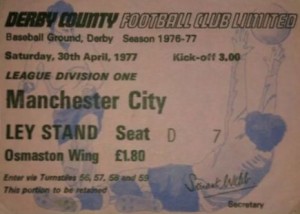 DERBY COUNTY FOOTBALL CLUB LIMITED
Baseball Ground, Derby Season 1976-77
Saturday, 30th April, 1977 Kick-off 3.00
LEAGUE DIVISION ONE
Manchester City
LEY STAND Seat D 7
Osmaston Wing £1.80
Enter via Turnstiles 56, 57, 58 and 59
This portion to be retained
Secretary